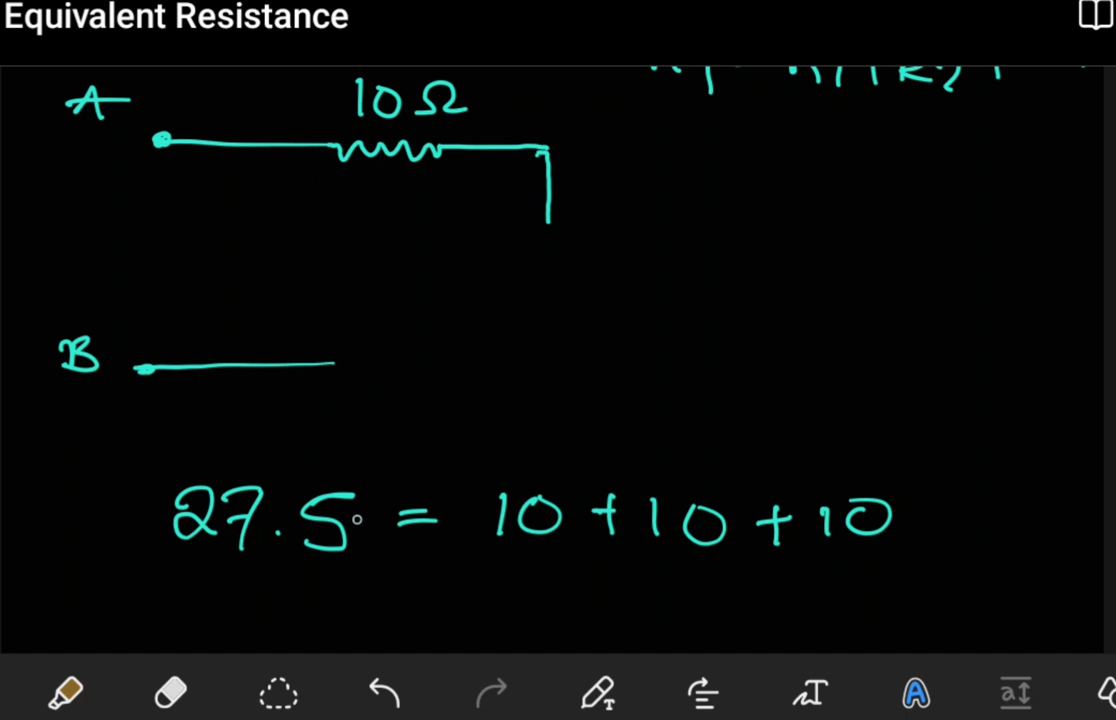 Equivalent Resistance
A
10Ω
B
27.5 = 10 + 10 + 10
T
T
A
a